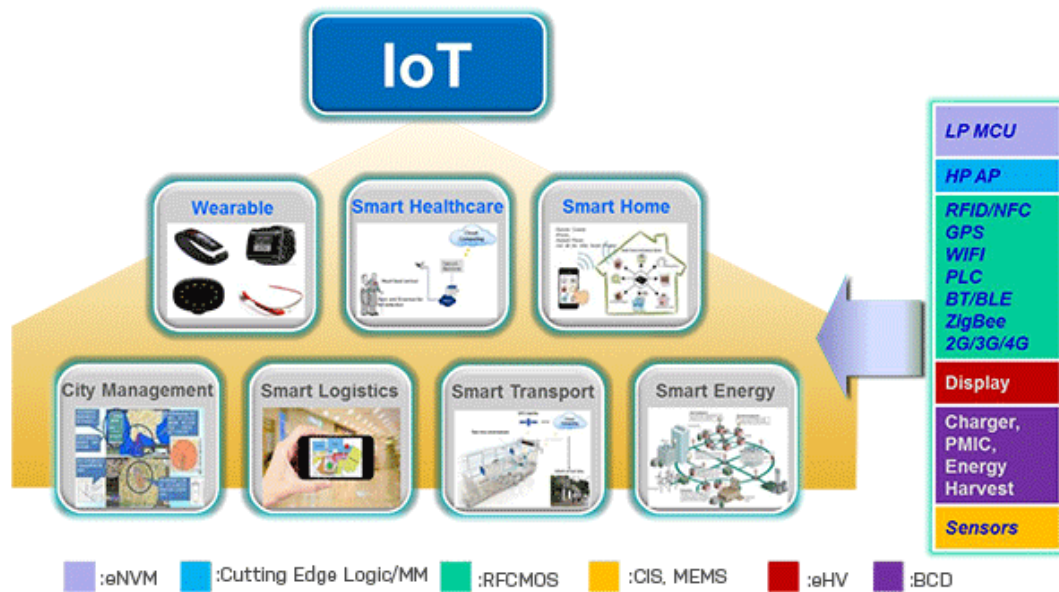 IoT
Wearable
Smart Healthcare
Smart Home
Cloud
Computing
City Management
Smart Logistics
Smart Transport
Smart Energy
LP MCU
HP AP
RFID/NFC
GPS
WIFI
PLC
BT/BLE
ZigBee
2G/3G/4G
Display
Charger,
PMIC,
Energy
Harvest
Sensors
:eNVM
:Cutting Edge Logic/MM
:RFCMOS
:CIS, MEMS
:eHV
:BCD